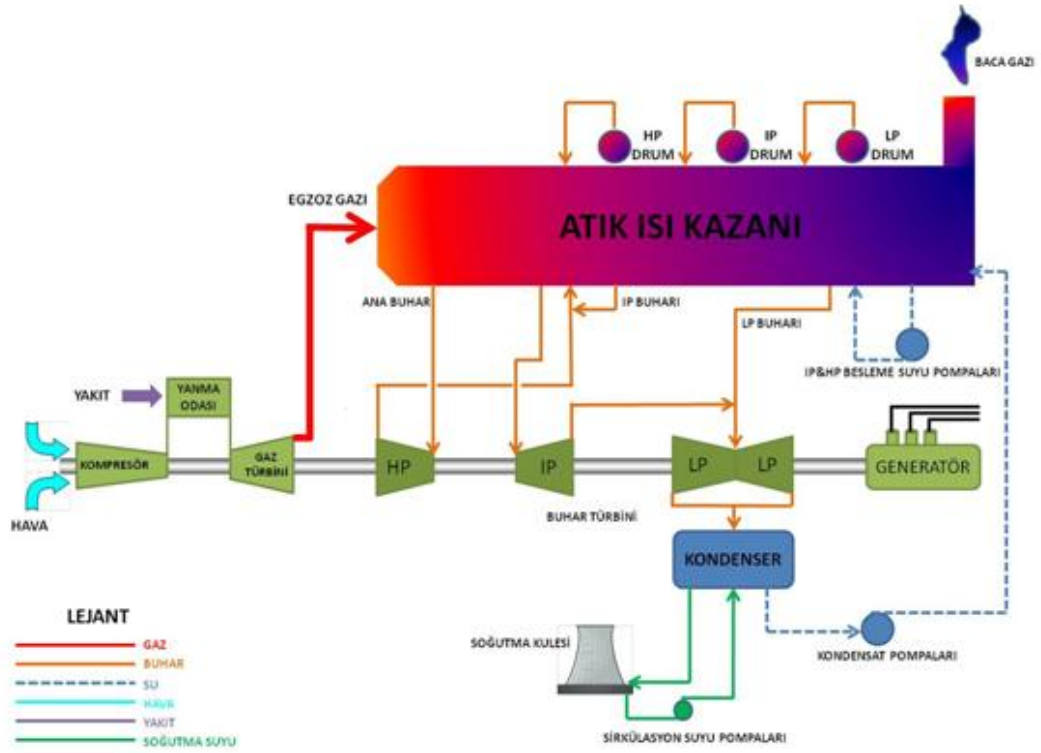 BACA GAZI
HP
DRUM
IP
DRUM
LP
DRUM
EGZOZ GAZI
ATIK ISI KAZANI
ANA BUHAR
IP BUHARI
LP BUHARI
IP&HP BESLEME SUYU POMPALARI
YAKIT
YANMA
ODASI
KOMPRESÖR
GAZ
TÜRBİNİ
HP
IP
LP
LP
GENERATÖR
HAVA
BUHAR TÜRBİNİ
KONDENSER
LEJANT
GAZ
BUHAR
SU
HAVA
YAKIT
SOĞUTMA SUYU
SOĞUTMA KULESİ
KONDENSAT POMPALARI
SİRKÜLASYON SUYU POMPALARI